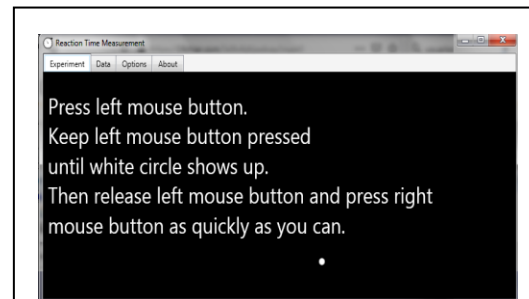 Reaction Time Measurement
Experiment Data Options About
Press left mouse button.
Keep left mouse button pressed
until white circle shows up.
Then release left mouse button and press right
mouse button as quickly as you can.